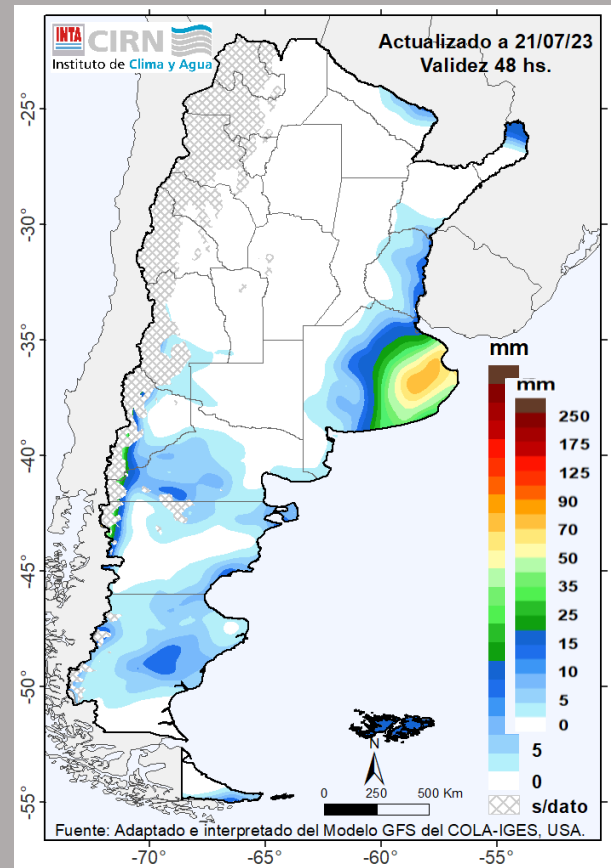 INTA CIRN
Instituto de Clima y Agua
Actualizado a 21/07/23
Validez 48 hs.
-25°
-30°
-35°
-40°
-45°
-50°
-55°
mm
mm
250
175
125
90
70
50
35
25
15
10
5
0
5
0
s/dato
N
0 250 500 Km
Fuente: Adaptado e interpretado del Modelo GFS del COLA-IGES, USA.
-70° -65° -60° -55°